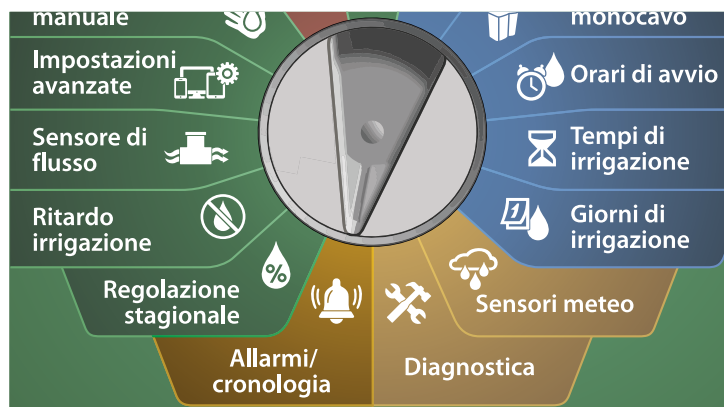 manuale
monocavo
Impostazioni
avanzate
Orari di avvio
Sensore di
flusso
Tempi di
irrigazione
Ritardo
irrigazione
1
Giorni di
irrigazione
%
Regolazione
stagionale
Sensori meteo
Allarmi/
cronologia
Diagnostica